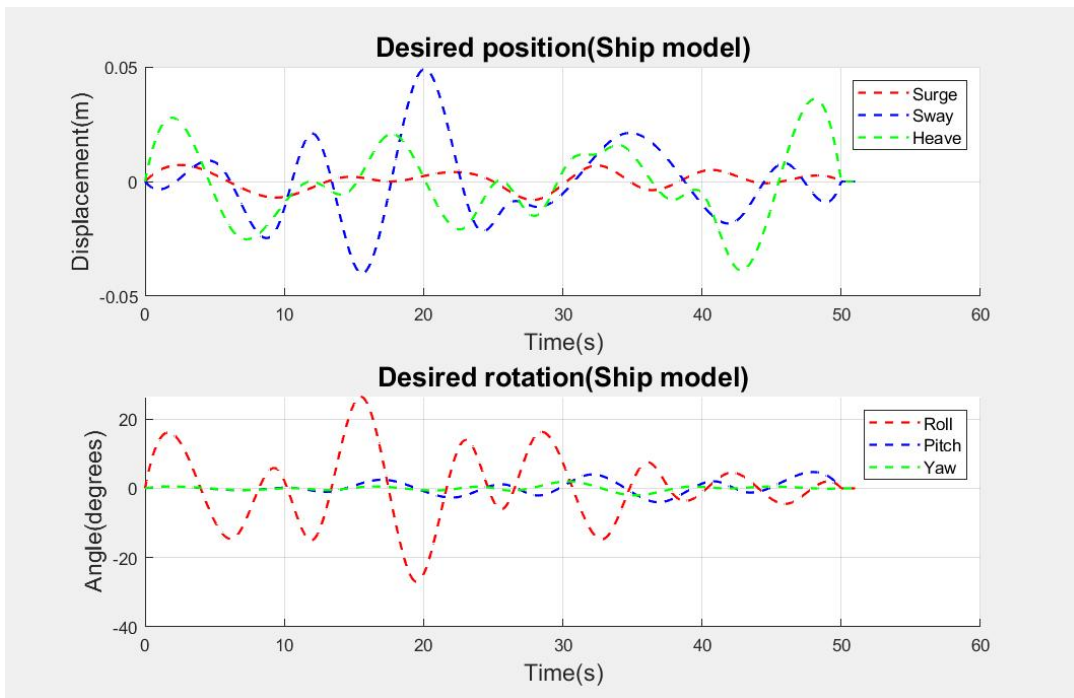 Desired position(Ship model)
Displacement(m)
0.05
0
-0.05
Surge
Sway
Heave
0 10 20 30 40 50 60
Time(s)
Desired rotation(Ship model)
Angle(degrees)
20
0
-20
-40
Roll
Pitch
Yaw
0 10 20 30 40 50 60
Time(s)